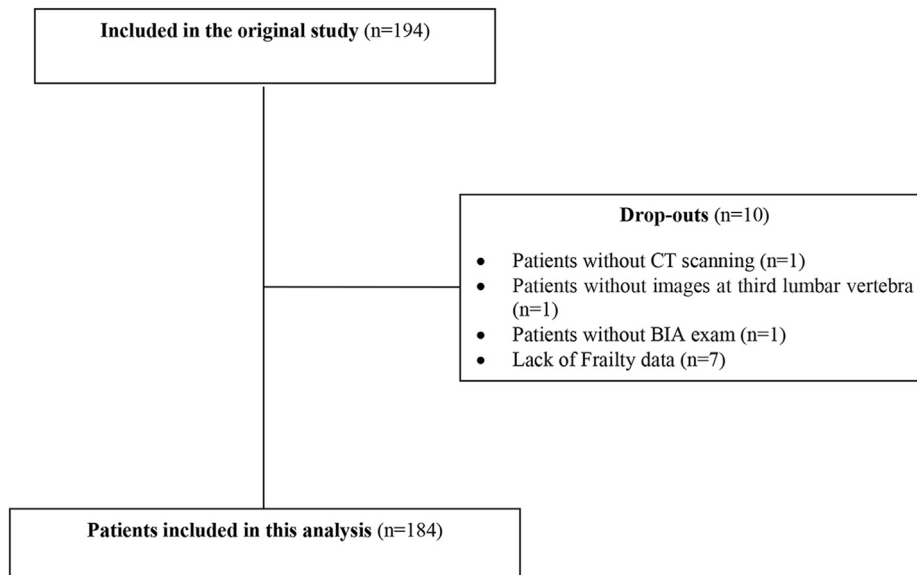 Included in the original study (n=194)
Drop-outs (n=10)
• Patients without CT scanning (n=1)
• Patients without images at third lumbar vertebra
(n=1)
• Patients without BIA exam (n=1)
• Lack of Frailty data (n=7)
Patients included in this analysis (n=184)